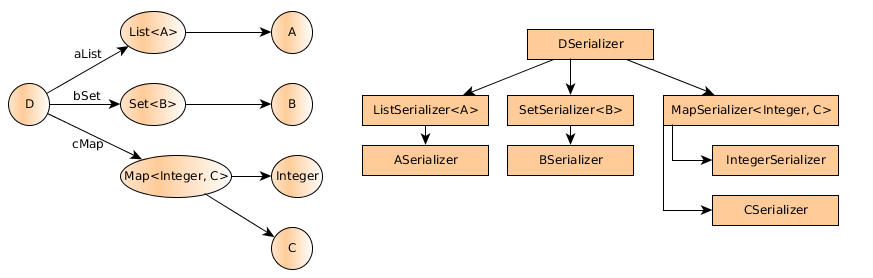 List<A>
A
aList
D
bSet
Set<B>
B
cMap
Map<Integer, C>
Integer
C
DSerializer
ListSerializer<A>
SetSerializer<B>
MapSerializer<Integer, C>
ASerializer
BSerializer
IntegerSerializer
CSerializer